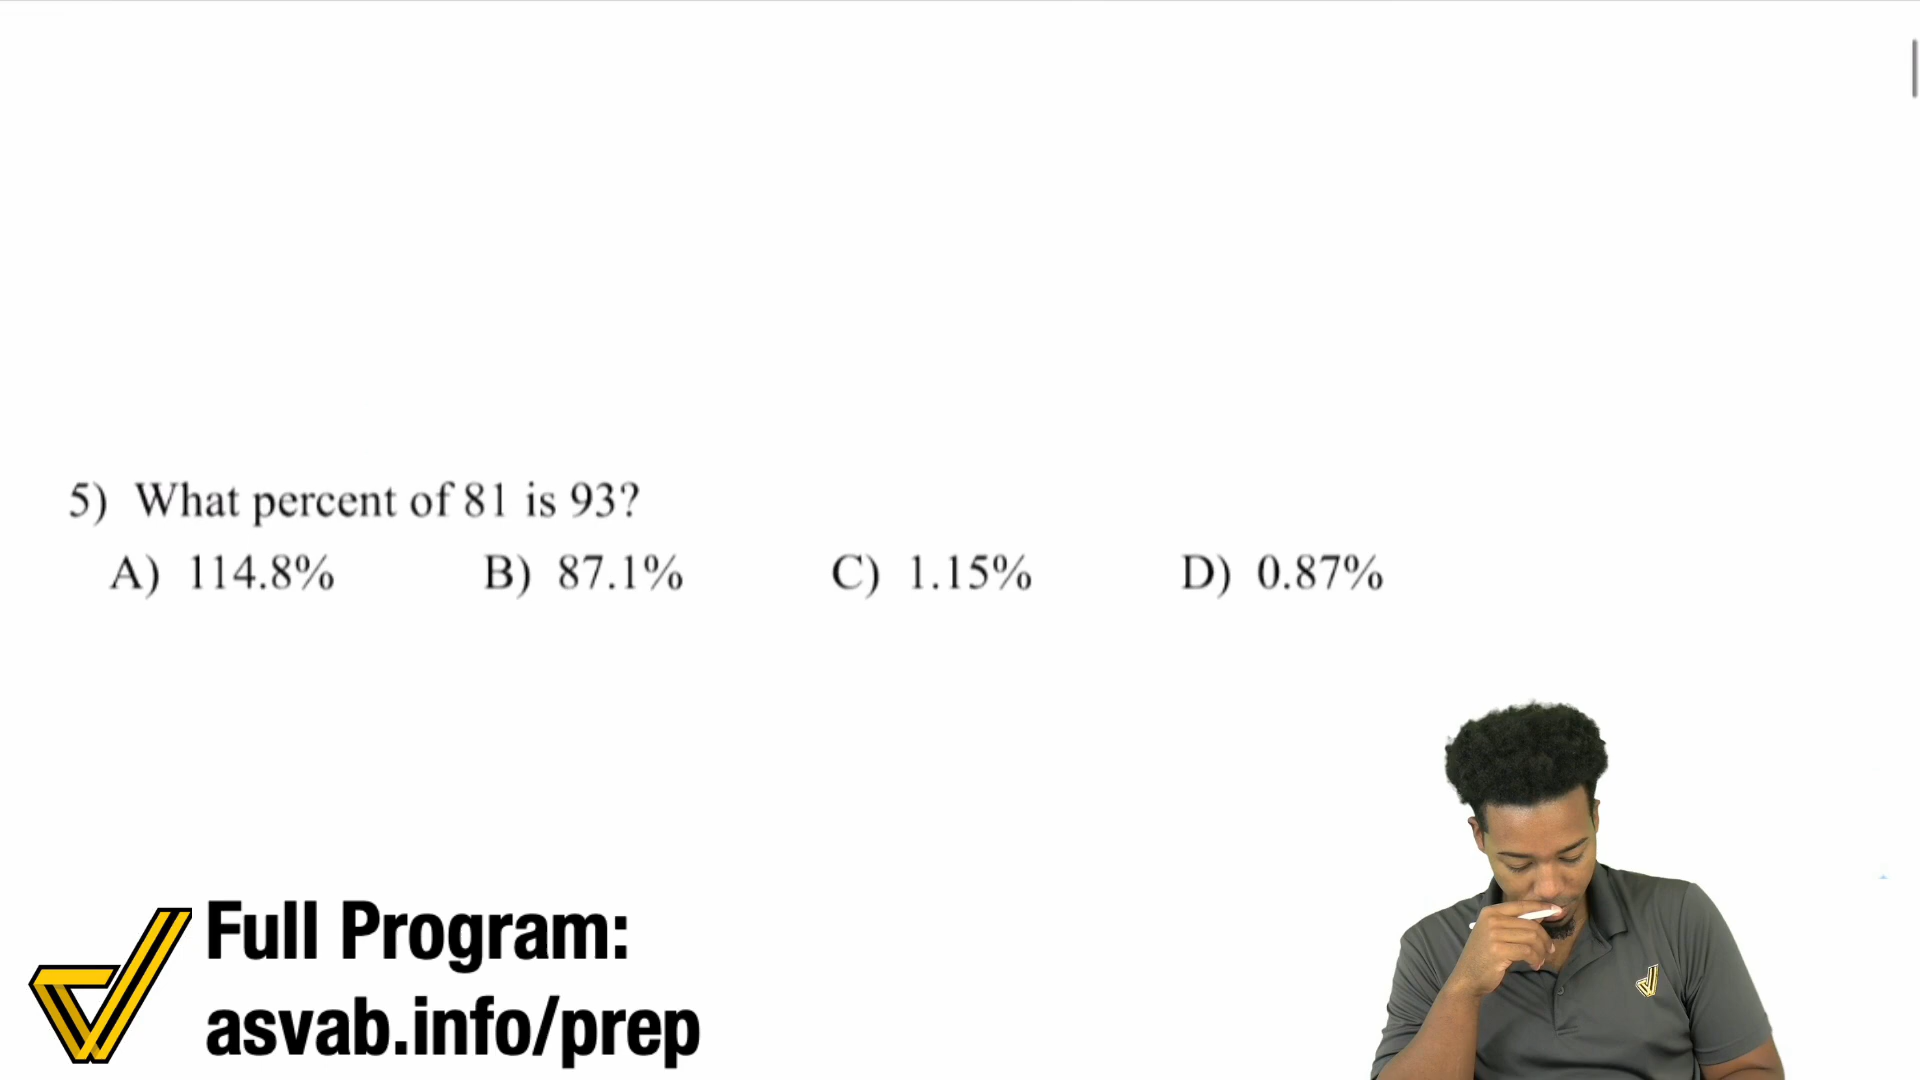 5) What percent of 81 is 93?
A) 114.8% B) 87.1% C) 1.15% D) 0.87%
Full Program:
asvab.info/prep